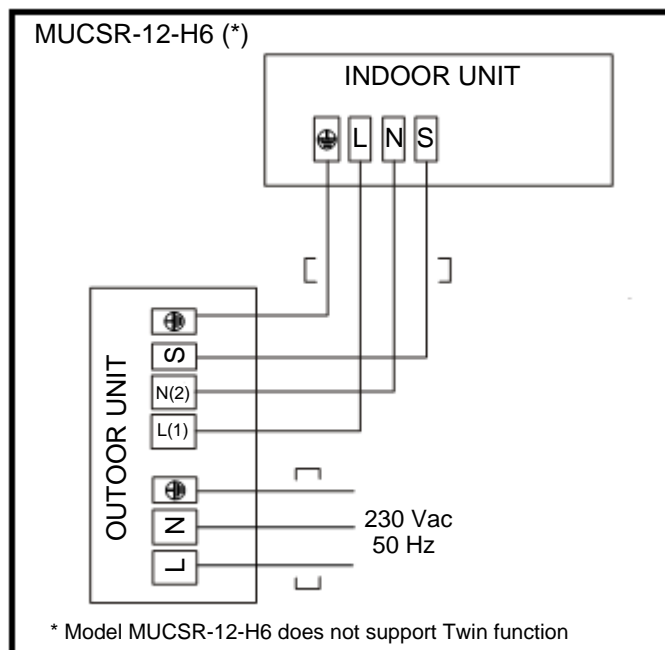 MUCSR-12-H6 (*)
INDOOR UNIT
L N S
OUTOOR UNIT
S
N(2)
L(1)
N
L
230 Vac
50 Hz
* Model MUCSR-12-H6 does not support Twin function